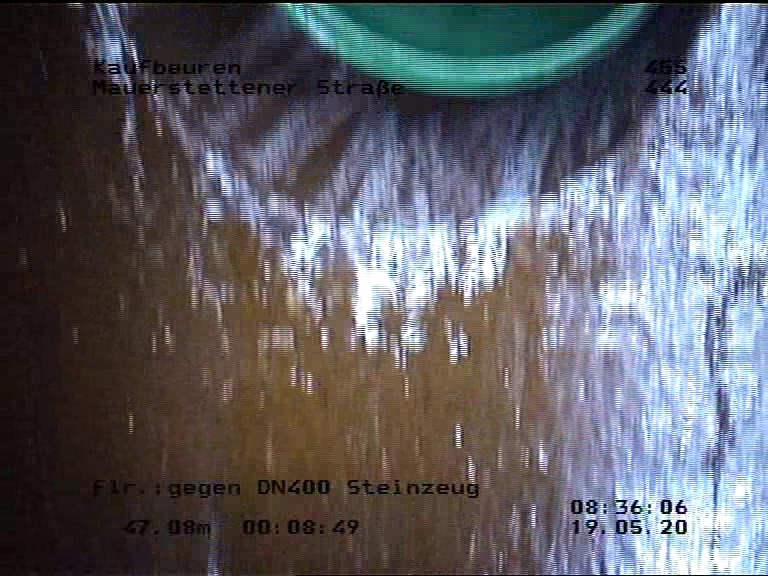 Kaufbeuren 465
Mauerstettener Straße 444
Flr.:gegen DN400 Steinzeug
08:36:06
47.08m 00:08:49 19.05.20